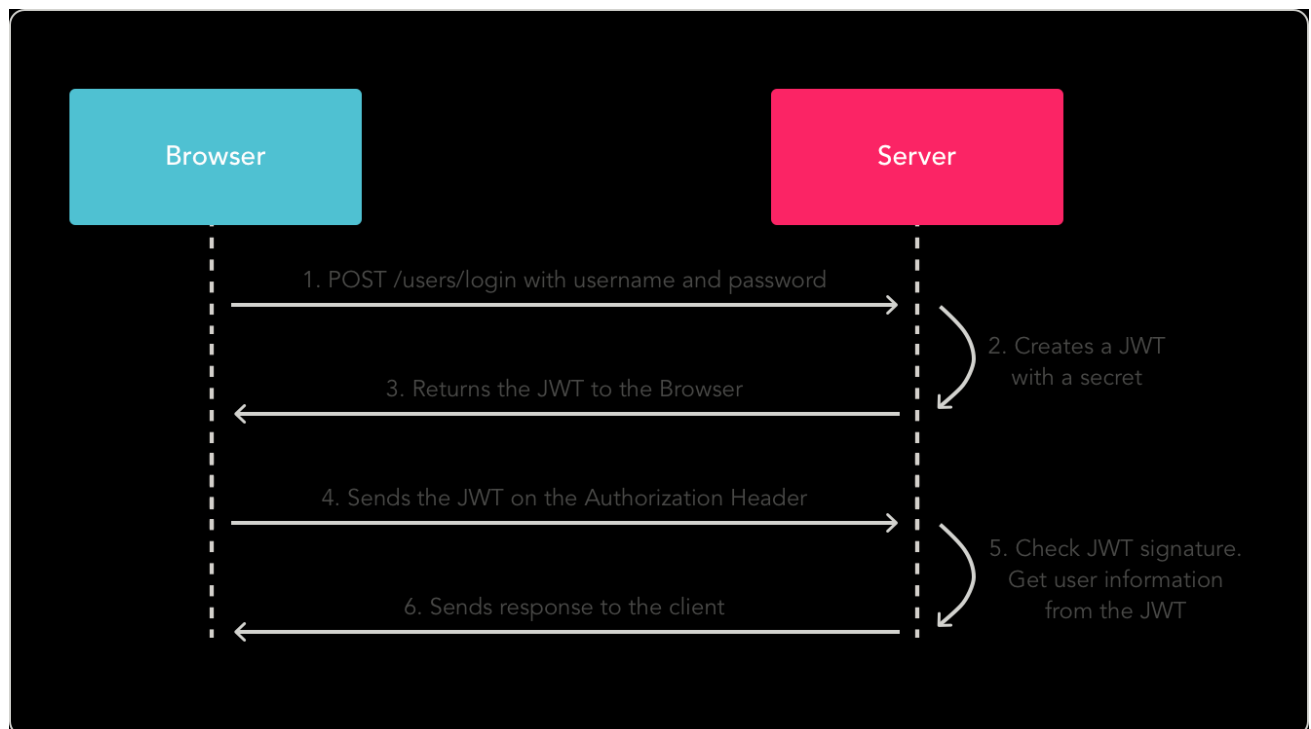 Browser
Server
1. POST /users/login with username and password
2. Creates a JWT
with a secret
3. Returns the JWT to the Browser
4. Sends the JWT on the Authorization Header
5. Check JWT signature.
Get user information
from the JWT
6. Sends response to the client